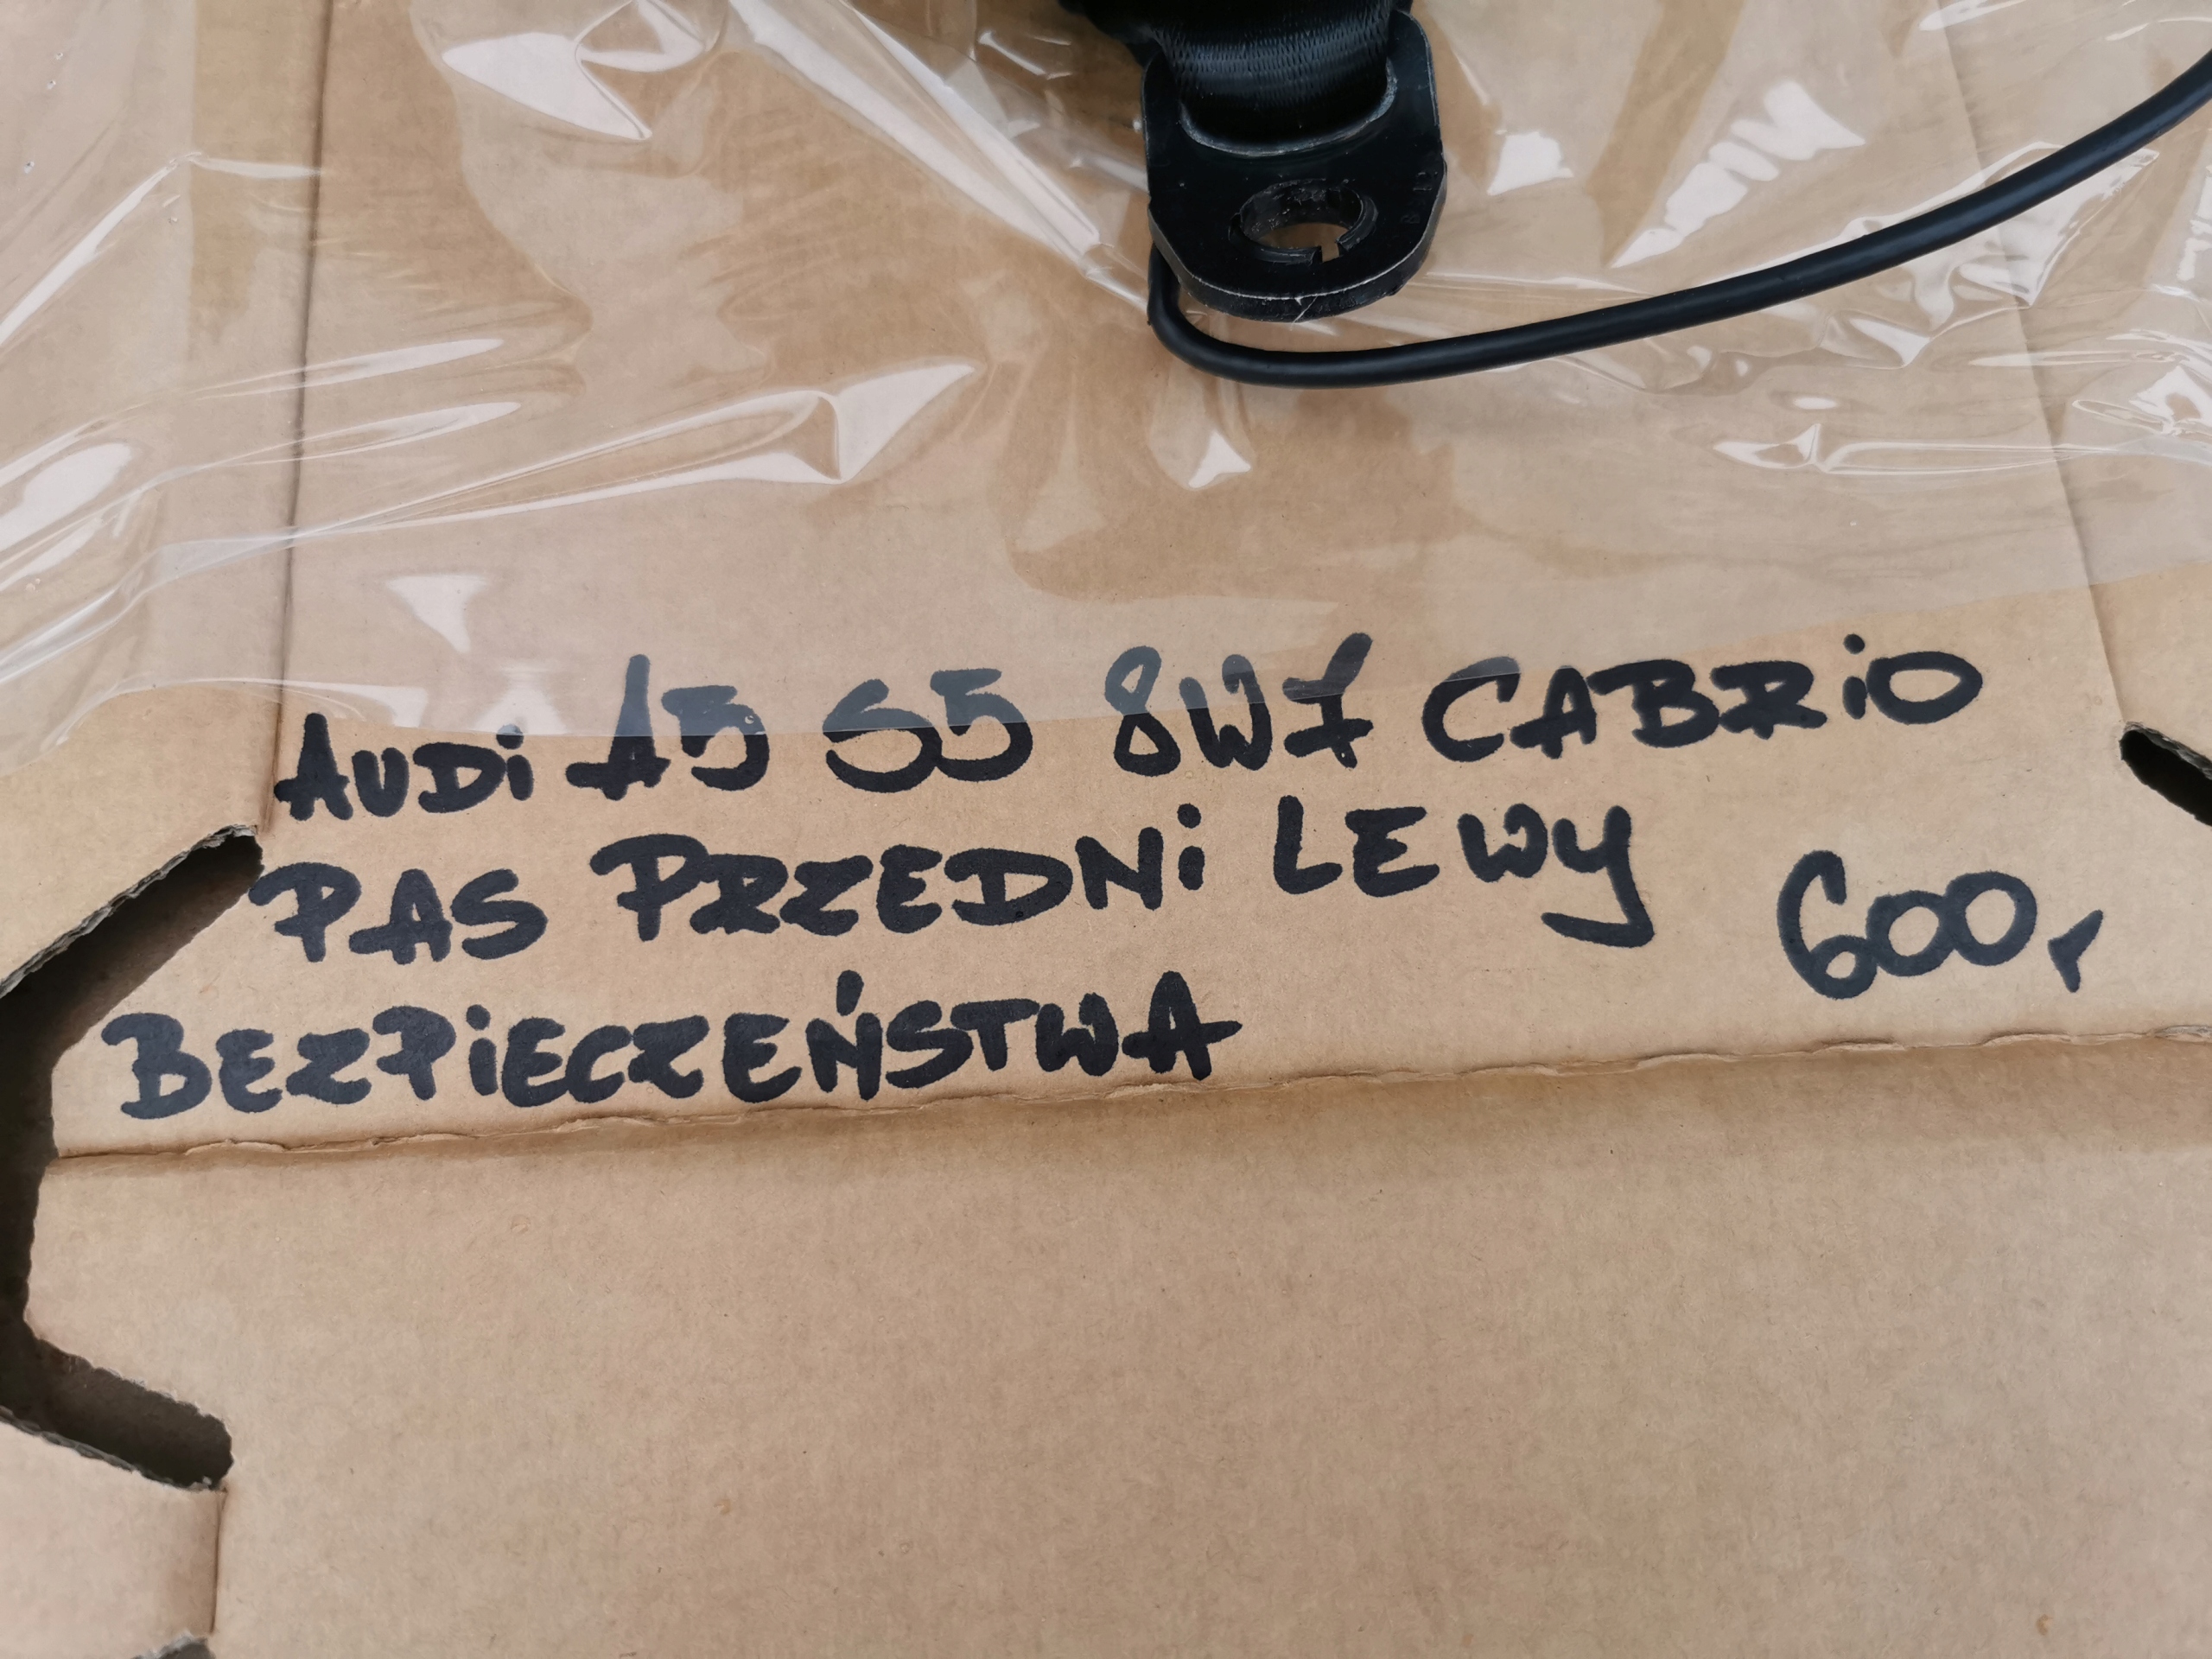 AUDi A5 S5 8W7 CABRiO
PAS PRZEDNi LEWY
600,-
BEZPiECZEŃSTWA